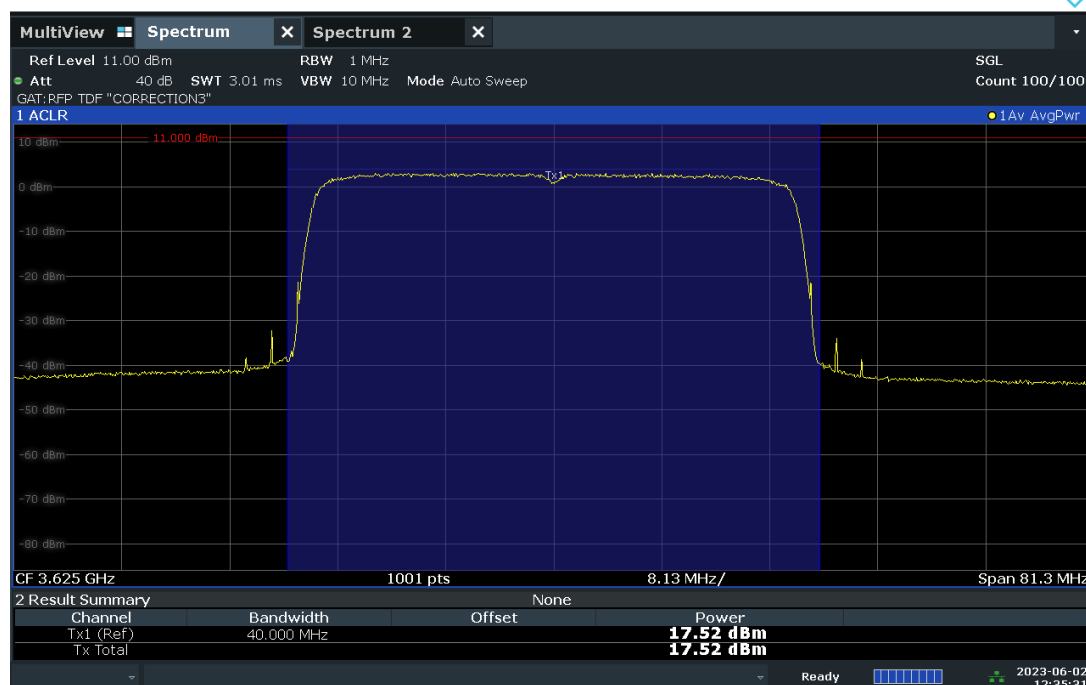 MultiView Spectrum × Spectrum 2 ×
Ref Level 11.00 dBm RBW 1 MHz SGL
Att 40 dB SWT 3.01 ms VBW 10 MHz Mode Auto Sweep Count 100/100
GAT:RFP TDF "CORRECTION3"
1 ACLR 1Av AvgPwr
10 dBm
11.000 dBm
Tx1
0 dBm
-10 dBm
-20 dBm
-30 dBm
-40 dBm
-50 dBm
-60 dBm
-70 dBm
-80 dBm
CF 3.625 GHz 1001 pts 8.13 MHz/ Span 81.3 MHz
2 Result Summary None
Channel Bandwidth Offset Power
Tx1 (Ref) 40.000 MHz 17.52 dBm
Tx Total 17.52 dBm
Ready 2023-06-02
12:35:31